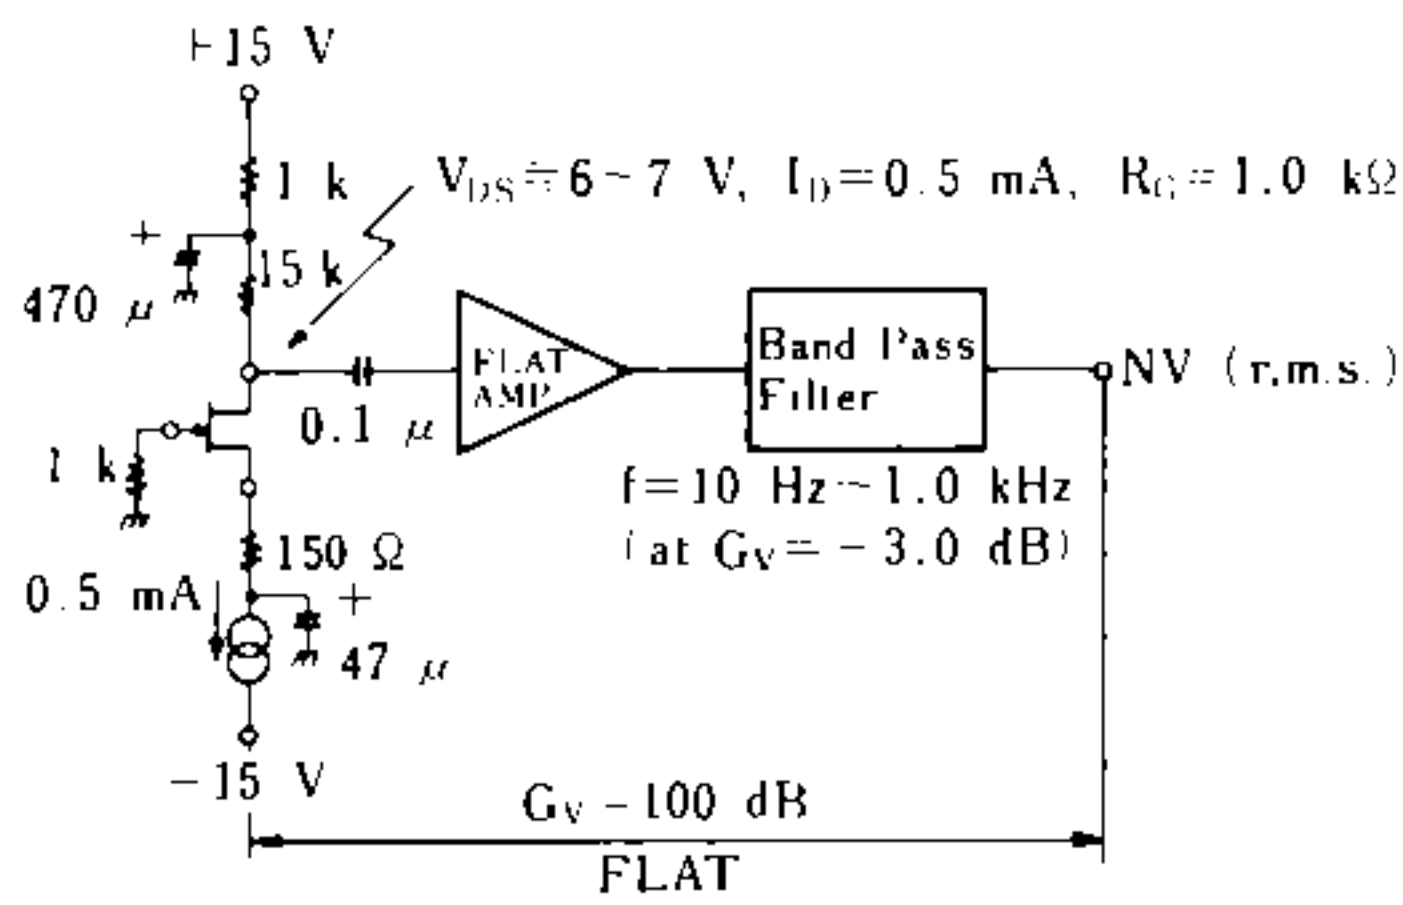 +15 V
1 k
V_DS≒6~7 V, I_D=0.5 mA, R_G=1.0 kΩ
+
15 k
470 μ
FLAT
AMP
Band Pass
Filter
NV (r.m.s.)
0.1 μ
1 k
f=10 Hz~1.0 kHz
(at G_V=-3.0 dB)
150 Ω
0.5 mA
+
47 μ
-15 V
G_V=100 dB
FLAT